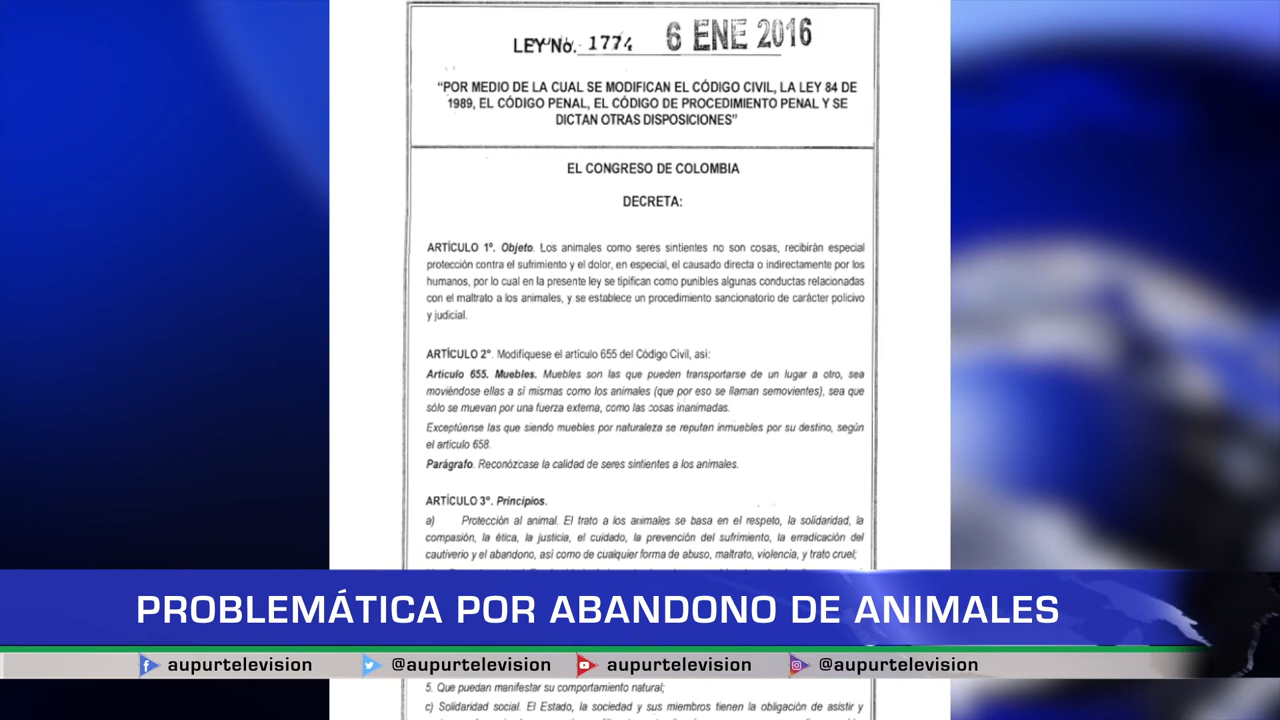 LEY No. 1774 6 ENE 2016
“POR MEDIO DE LA CUAL SE MODIFICAN EL CÓDIGO CIVIL, LA LEY 84 DE
1989, EL CÓDIGO PENAL, EL CÓDIGO DE PROCEDIMIENTO PENAL Y SE
DICTAN OTRAS DISPOSICIONES”
EL CONGRESO DE COLOMBIA
DECRETA:
ARTÍCULO 1º. Objeto. Los animales como seres sintientes no son cosas, recibirán especial
protección contra el sufrimiento y el dolor, en especial, el causado directa o indirectamente por los
humanos, por lo cual en la presente ley se tipifican como punibles algunas conductas relacionadas
con el maltrato a los animales, y se establece un procedimiento sancionatorio de carácter policivo
y judicial.
ARTÍCULO 2º. Modifíquese el artículo 655 del Código Civil, así:
Artículo 655. Muebles. Muebles son las que pueden transportarse de un lugar a otro, sea
moviéndose ellas a sí mismas como los animales (que por eso se llaman semovientes), sea que
sólo se muevan por una fuerza externa, como las cosas inanimadas.
Exceptúense las que siendo muebles por naturaleza se reputan inmuebles por su destino, según
el artículo 658.
Parágrafo. Reconózcase la calidad de seres sintientes a los animales.
ARTÍCULO 3º. Principios.
a) Protección al animal. El trato a los animales se basa en el respeto, la solidaridad, la
compasión, la ética, la justicia, el cuidado, la prevención del sufrimiento, la erradicación del
cautiverio y el abandono, así como de cualquier forma de abuso, maltrato, violencia, y trato cruel;
PROBLEMÁTICA POR ABANDONO DE ANIMALES
aupurtelevision @aupurtelevision aupurtelevision @aupurtelevision
5. Que puedan manifestar su comportamiento natural;
c) Solidaridad social. El Estado, la sociedad y sus miembros tienen la obligación de asistir y